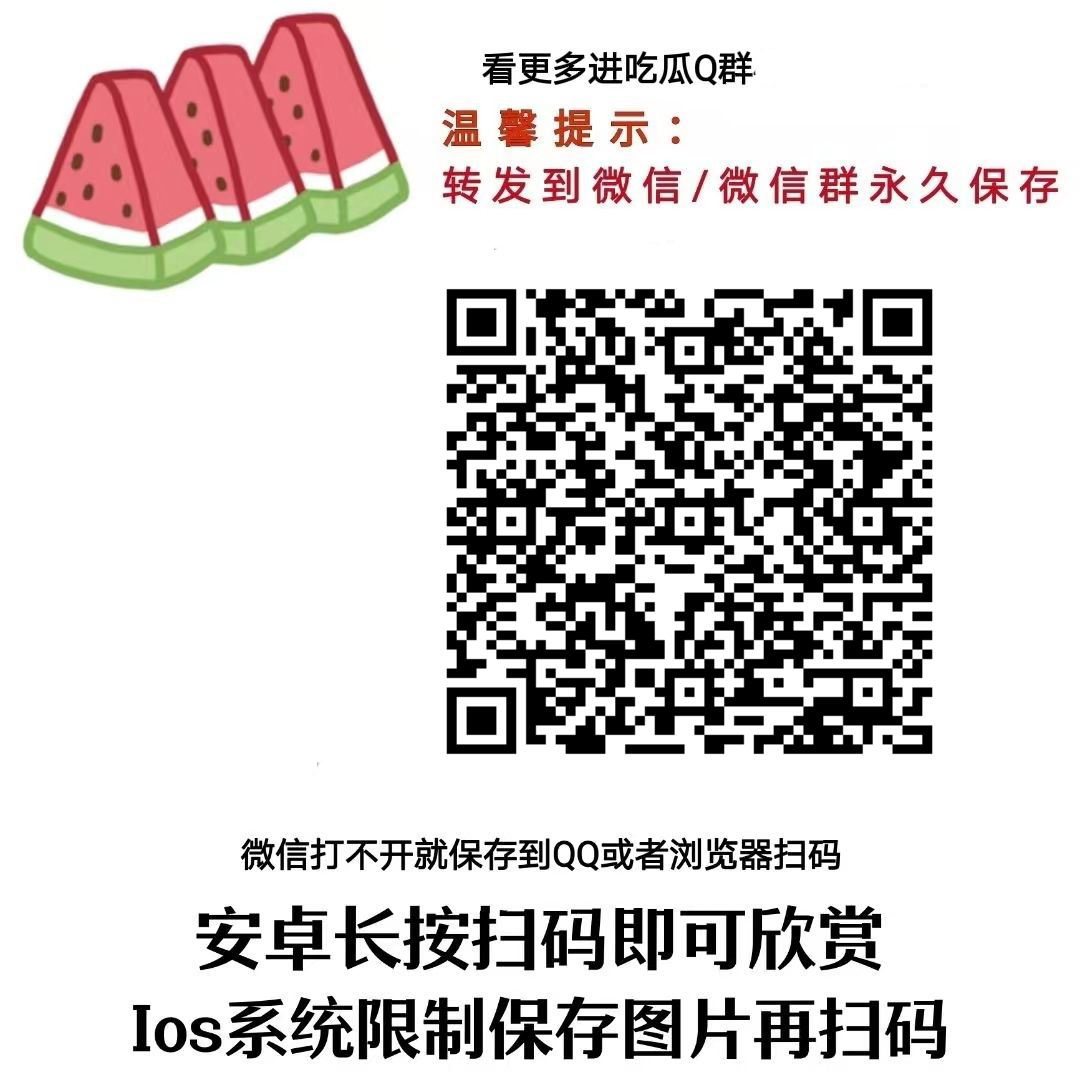 看更多进吃瓜Q群
温馨提示：
转发到微信/微信群永久保存
微信打不开就保存到QQ或者浏览器扫码
安卓长按扫码即可欣赏
Ios系统限制保存图片再扫码